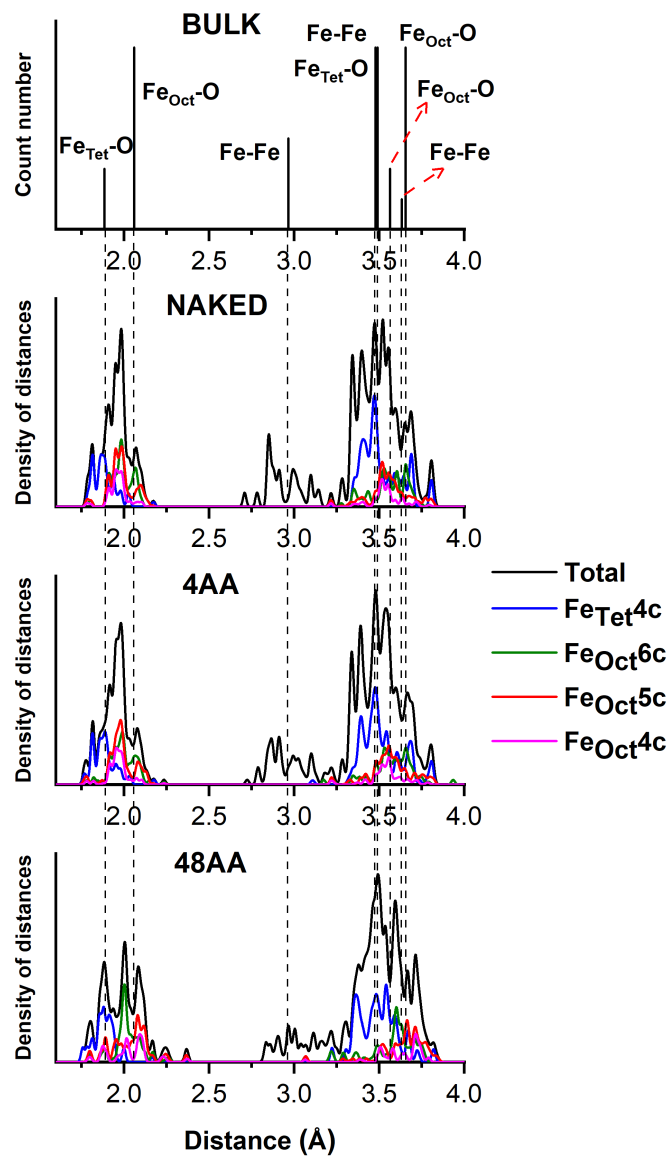 BULK
Count number
Fe-Fe
FeOct-O
FeTet-O
FeOct-O
FeOct-O
FeTet-O
Fe-Fe
Fe-Fe
2.0 2.5 3.0 3.5 4.0
NAKED
Density of distances
2.0 2.5 3.0 3.5 4.0
4AA
Density of distances
2.0 2.5 3.0 3.5 4.0
Total
FeTet4c
FeOct6c
FeOct5c
FeOct4c
48AA
Density of distances
2.0 2.5 3.0 3.5 4.0
Distance (Å)